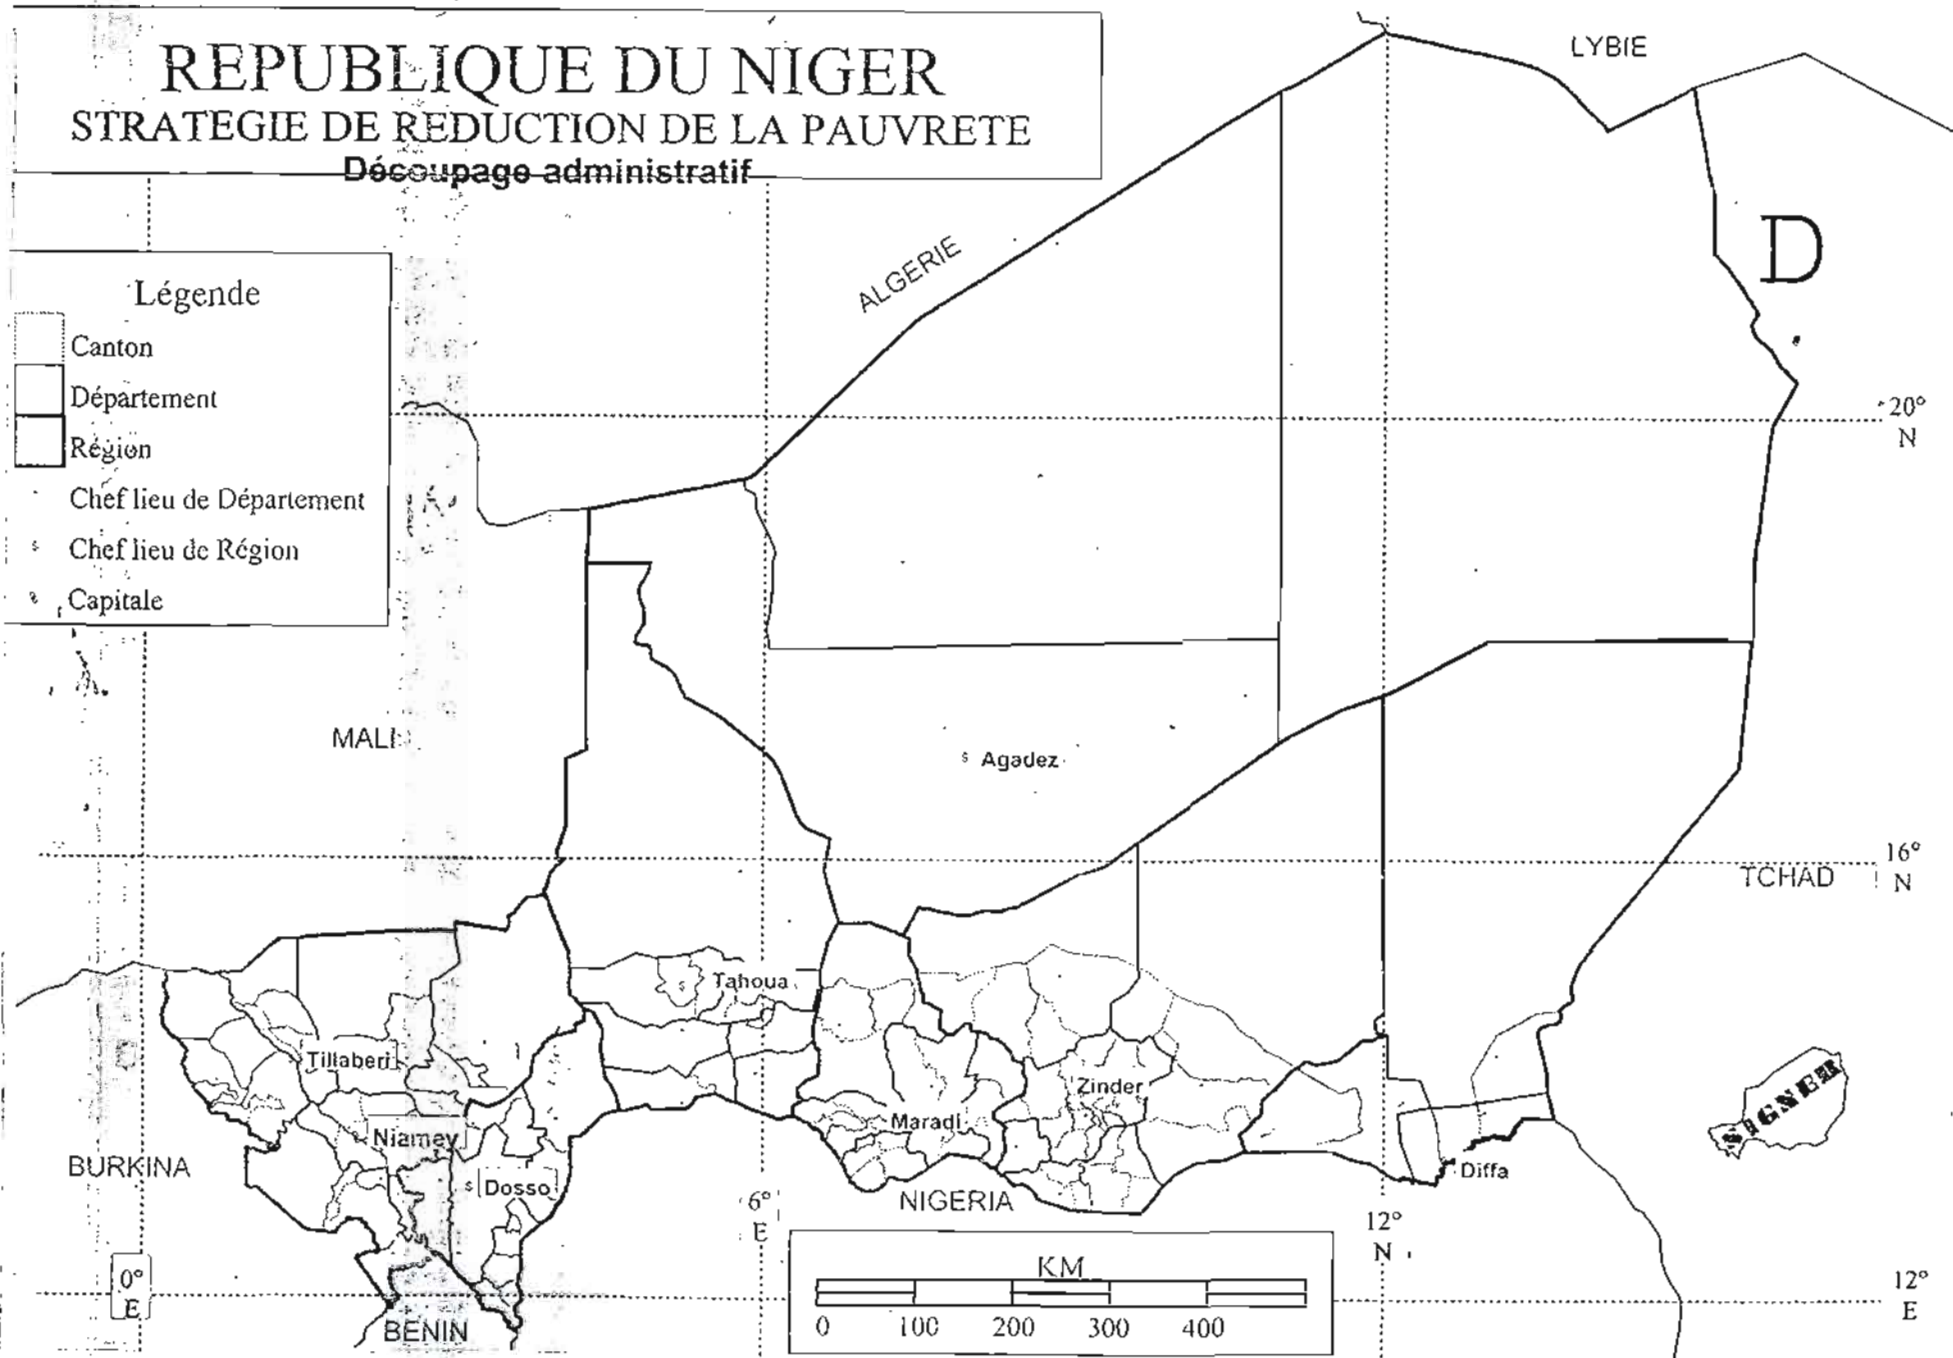 REPUBLIQUE DU NIGER
STRATEGIE DE REDUCTION DE LA PAUVRETE
Découpage administratif
LYBIE
D
ALGERIE
Légende
Canton
Département
Région
Chef lieu de Département
Chef lieu de Région
Capitale
20°
N
MALI
Agadez
16°
N
TCHAD
Tahoua
Tillaberi
Zinder
Maradi
Niamey
SIGNER
BURKINA
Dosso
Diffa
NIGERIA
6°
E
12°
N
KM
0 100 200 300 400
0°
E
12°
E
BENIN